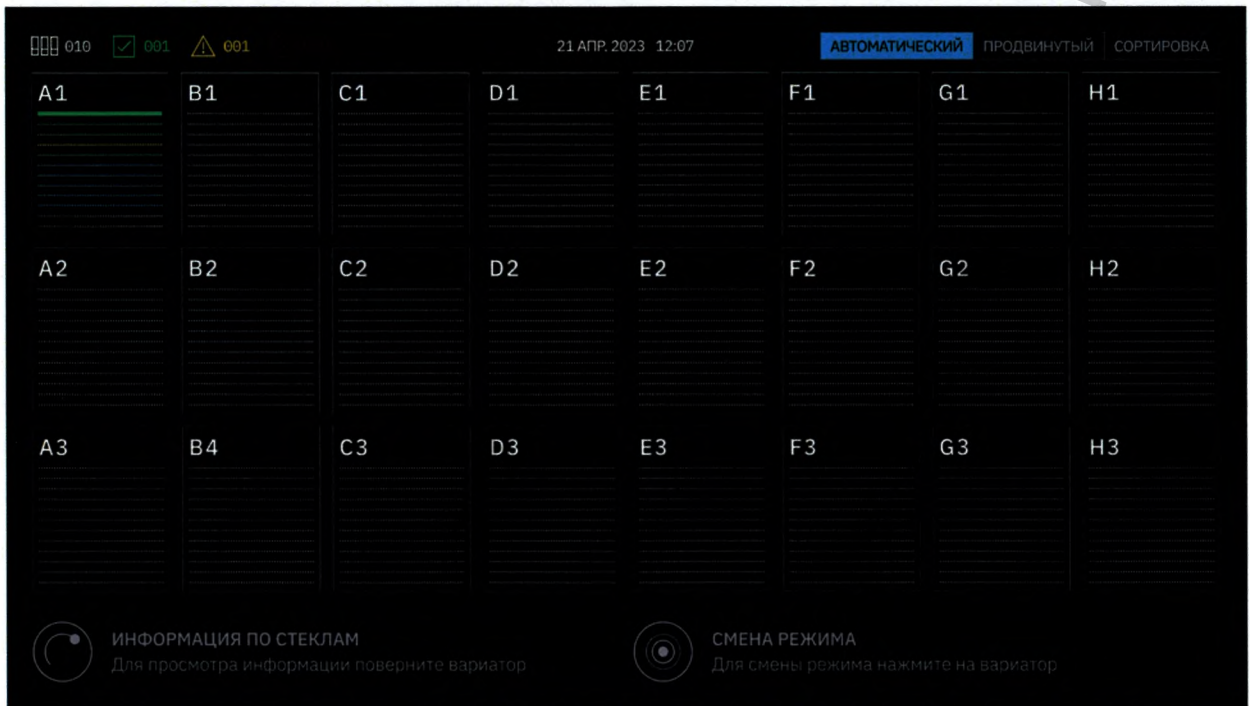 010 001 001 21 АПР. 2023 12:07 АВТОМАТИЧЕСКИЙ ПРОДВИНУТЫЙ СОРТИРОВКА
A1 B1 C1 D1 E1 F1 G1 H1
A2 B2 C2 D2 E2 F2 G2 H2
A3 B4 C3 D3 E3 F3 G3 H3
ИНФОРМАЦИЯ ПО СТЕКЛАМ СМЕНА РЕЖИМА
Для просмотра информации поверните вариатор Для смены режима нажмите на вариатор